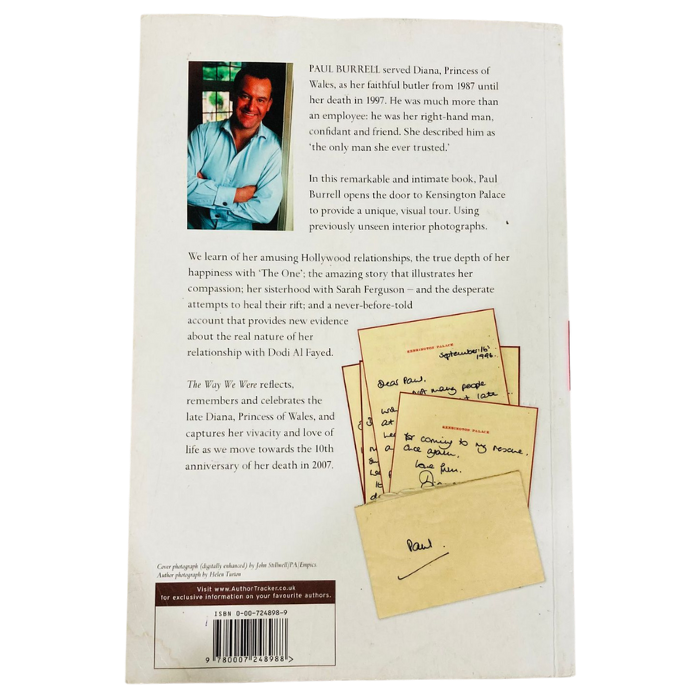 PAUL BURRELL served Diana, Princess of
Wales, as her faithful butler from 1987 until
her death in 1997. He was much more than
an employee: he was her right-hand man,
confidant and friend. She described him as
‘the only man she ever trusted.’
In this remarkable and intimate book, Paul
Burrell opens the door to Kensington Palace
to provide a unique, visual tour. Using
previously unseen interior photographs.
We learn of her amusing Hollywood relationships, the true depth of her
happiness with ‘The One’; the amazing story that illustrates her
compassion; her sisterhood with Sarah Ferguson – and the desperate
attempts to heal their rift; and a never-before-told
account that provides new evidence
about the real nature of her
relationship with Dodi Al Fayed.
The Way We Were reflects,
remembers and celebrates the
late Diana, Princess of Wales, and
captures her vivacity and love of
life as we move towards the 10th
anniversary of her death in 2007.
KENSINGTON PALACE
September 16
1996.
Dear Paul,
Not many people
late
KENSINGTON PALACE
for coming to my rescue,
once again,
love from,
Paul.
Cover photograph (digitally enhanced) by John Stillwell/PA/Empics
Author photograph by Helen Turton
Visit www.AuthorTracker.co.uk
for exclusive information on your favourite authors.
ISBN 0-00-724898-9
9 780007 248988 >